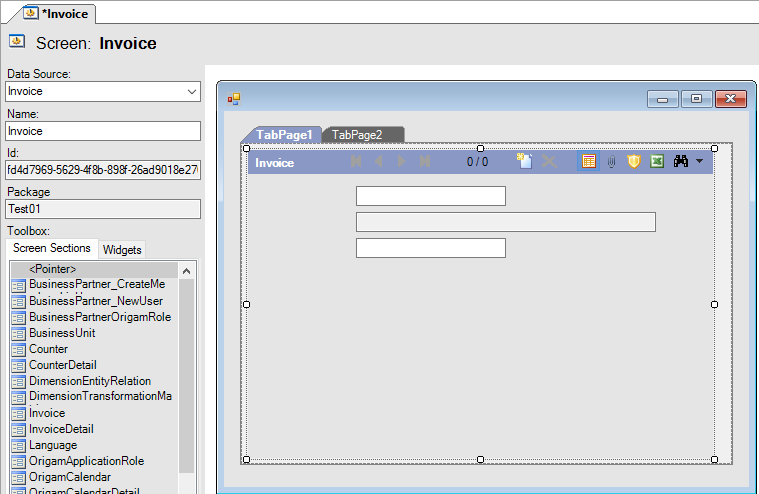 *Invoice
Screen: Invoice
Data Source:
Invoice
Name:
Invoice
Id:
fd4d7969-5629-4f8b-898f-26ad9018e27
Package
Test01
Toolbox:
Screen Sections
Widgets
<Pointer>
BusinessPartner_CreateMe
BusinessPartner_NewUser
BusinessPartnerOrigamRole
BusinessUnit
Counter
CounterDetail
DimensionEntityRelation
DimensionTransformationMa
Invoice
InvoiceDetail
Language
OrigamApplicationRole
OrigamCalendar
OrigamCalendarDetail
TabPage1
TabPage2
Invoice
0 / 0